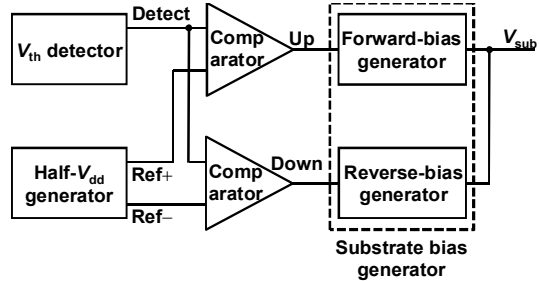 Detect
Vth detector
Comp
arator
Up
Forward-bias
generator
Vsub
Half-Vdd
generator
Ref+
Ref−
Comp
arator
Down
Reverse-bias
generator
Substrate bias
generator